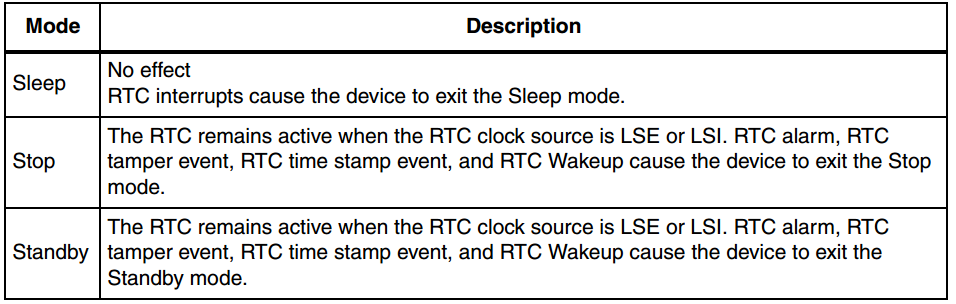 Mode Description
Sleep
No effect
RTC interrupts cause the device to exit the Sleep mode.
Stop
The RTC remains active when the RTC clock source is LSE or LSI. RTC alarm, RTC
tamper event, RTC time stamp event, and RTC Wakeup cause the device to exit the Stop
mode.
Standby
The RTC remains active when the RTC clock source is LSE or LSI. RTC alarm, RTC
tamper event, RTC time stamp event, and RTC Wakeup cause the device to exit the
Standby mode.